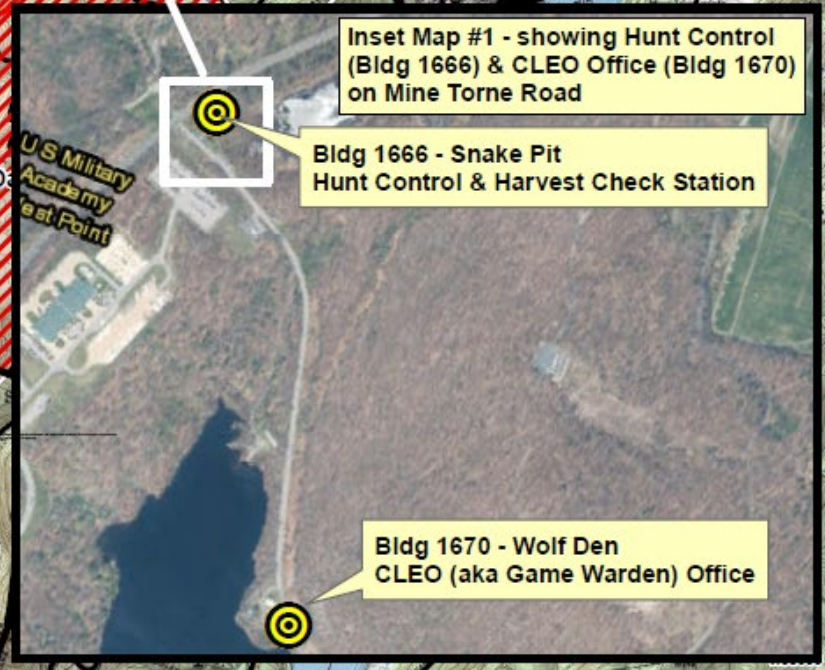 Inset Map #1 - showing Hunt Control
(Bldg 1666) & CLEO Office (Bldg 1670)
on Mine Torne Road
Bldg 1666 - Snake Pit
Hunt Control & Harvest Check Station
U S Military
Academy
Point
Bldg 1670 - Wolf Den
CLEO (aka Game Warden) Office